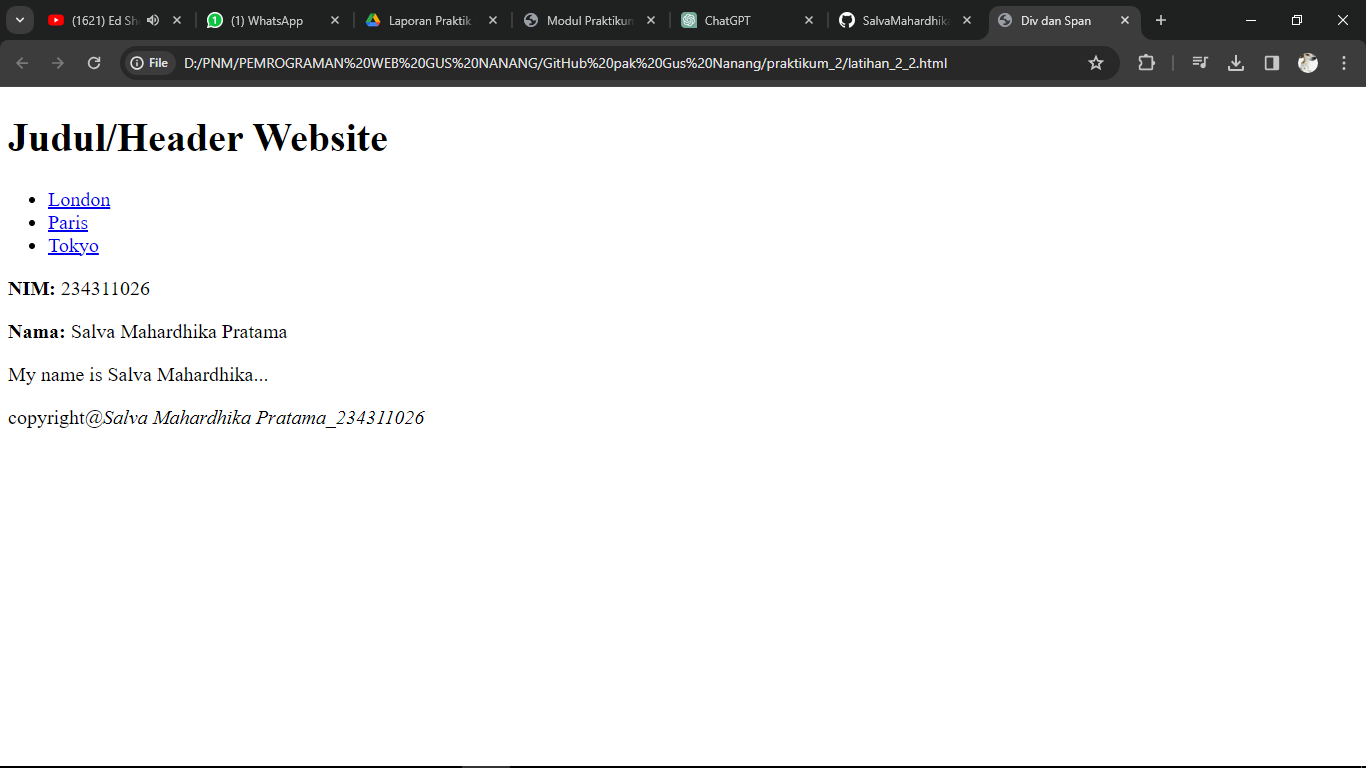 (1621) Ed She
(1) WhatsApp
Laporan Praktik
Modul Praktikum
ChatGPT
SalvaMahardhika
Div dan Span
File
D:/PNM/PEMROGRAMAN%20WEB%20GUS%20NANANG/GitHub%20pak%20Gus%20Nanang/praktikum_2/latihan_2_2.html
Judul/Header Website
London
Paris
Tokyo
NIM: 234311026
Nama: Salva Mahardhika Pratama
My name is Salva Mahardhika...
copyright@Salva Mahardhika Pratama_234311026